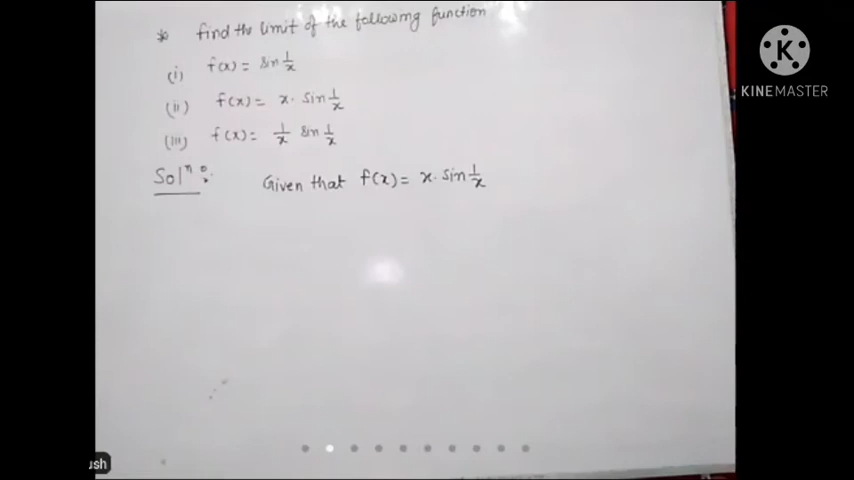 * find the limit of the following function
(i) f(x) = sin 1/x
(ii) f(x) = x. sin 1/x
(iii) f(x) = 1/x sin 1/x
Solⁿ: Given that f(x) = x. sin 1/x
KINEMASTER
ush